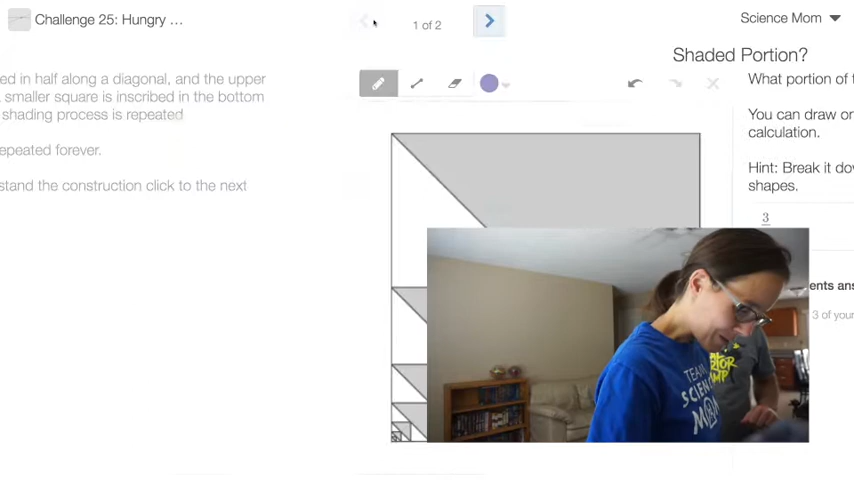 Challenge 25: Hungry ...
1 of 2
Science Mom
Shaded Portion?
ed in half along a diagonal, and the upper
smaller square is inscribed in the bottom
shading process is repeated
epeated forever.
stand the construction click to the next
What portion of
You can draw or
calculation.
Hint: Break it do
shapes.
3
ents ans
3 of your
TEAM
SCIENCE
MOM